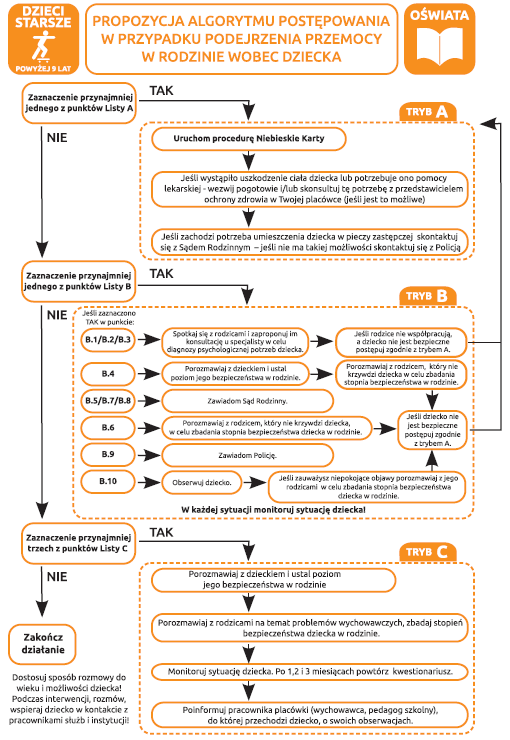 DZIECI
STARSZE
POWYŻEJ 9 LAT
PROPOZYCJA ALGORYTMU POSTĘPOWANIA
W PRZYPADKU PODEJRZENIA PRZEMOCY
W RODZINIE WOBEC DZIECKA
OŚWIATA
Zaznaczenie przynajmniej
jednego z punktów Listy A
TAK
NIE
TRYB A
Uruchom procedurę Niebieskie Karty
Jeśli wystąpiło uszkodzenie ciała dziecka lub potrzebuje ono pomocy
lekarskiej - wezwij pogotowie i/lub skonsultuj tę potrzebę z przedstawicielem
ochrony zdrowia w Twojej placówce (jeśli jest to możliwe)
Jeśli zachodzi potrzeba umieszczenia dziecka w pieczy zastępczej skontaktuj
się z Sądem Rodzinnym – jeśli nie ma takiej możliwości skontaktuj się z Policją
Zaznaczenie przynajmniej
jednego z punktów Listy B
TAK
NIE
TRYB B
Jeśli zaznaczono
TAK w punkcie:
B.1/B.2/B.3
Spotkaj się z rodzicami i zaproponuj im
konsultację u specjalisty w celu
diagnozy psychologicznej potrzeb dziecka.
Jeśli rodzice nie współpracują,
a dziecko nie jest bezpieczne
postępuj zgodnie z trybem A.
B.4
Porozmawiaj z dzieckiem i ustal
poziom jego bezpieczeństwa w rodzinie.
Porozmawiaj z rodzicem, który nie
krzywdzi dziecka w celu zbadania
stopnia bezpieczeństwa w rodzinie.
B.5/B.7/B.8
Zawiadom Sąd Rodzinny.
B.6
Porozmawiaj z rodzicem, który nie krzywdzi dziecka,
w celu zbadania stopnia bezpieczeństwa dziecka w rodzinie.
Jeśli dziecko nie
jest bezpieczne
postępuj zgodnie
z trybem A.
B.9
Zawiadom Policję.
B.10
Obserwuj dziecko.
Jeśli zauważysz niepokojące objawy porozmawiaj z jego
rodzicami w celu zbadania stopnia bezpieczeństwa
dziecka w rodzinie.
W każdej sytuacji monitoruj sytuację dziecka!
Zaznaczenie przynajmniej
trzech z punktów Listy C
TAK
NIE
TRYB C
Porozmawiaj z dzieckiem i ustal poziom
jego bezpieczeństwa w rodzinie
Porozmawiaj z rodzicami na temat problemów wychowawczych, zbadaj stopień
bezpieczeństwa dziecka w rodzinie.
Monitoruj sytuację dziecka. Po 1,2 i 3 miesiącach powtórz kwestionariusz.
Poinformuj pracownika placówki (wychowawca, pedagog szkolny),
do której przechodzi dziecko, o swoich obserwacjach.
Zakończ
działanie
Dostosuj sposób rozmowy do
wieku i możliwości dziecka!
Podczas interwencji, rozmów,
wspieraj dziecko w kontakcie z
pracownikami służb i instytucji!